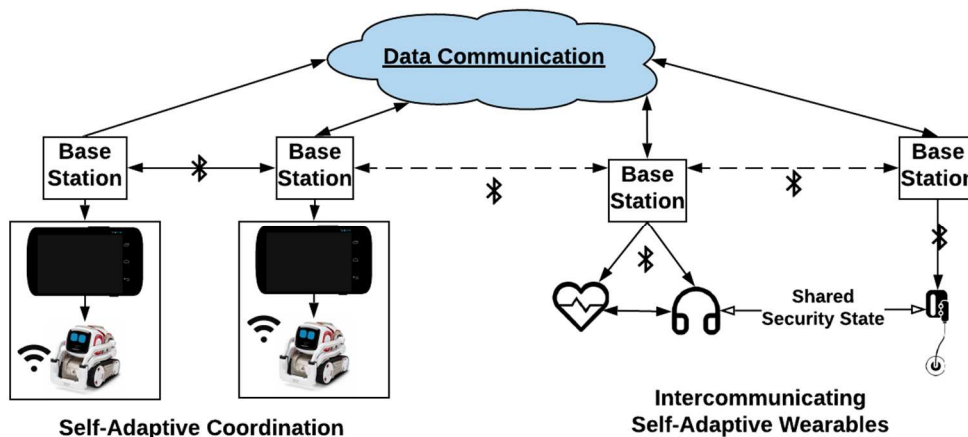 Data Communication
Base
Station
Base
Station
Base
Station
Base
Station
Shared
Security State
Self-Adaptive Coordination
Intercommunicating
Self-Adaptive Wearables